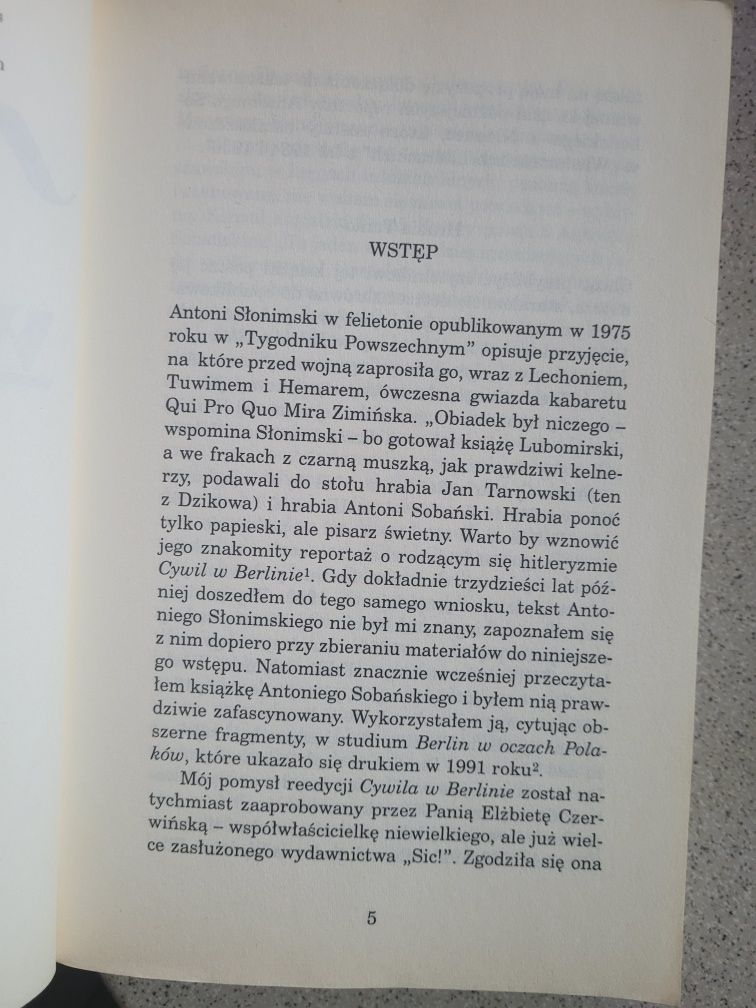 WSTĘP
Antoni Słonimski w felietonie opublikowanym w 1975
roku w „Tygodniku Powszechnym” opisuje przyjęcie,
na które przed wojną zaprosiła go, wraz z Lechoniem,
Tuwimem i Hemarem, ówczesna gwiazda kabaretu
Qui Pro Quo Mira Zimińska. „Obiadek był niczego –
wspomina Słonimski – bo gotował książę Lubomirski,
a we frakach z czarną muszką, jak prawdziwi kelne-
rzy, podawali do stołu hrabia Jan Tarnowski (ten
z Dzikowa) i hrabia Antoni Sobański. Hrabia ponoć
tylko papieski, ale pisarz świetny. Warto by wznowić
jego znakomity reportaż o rodzącym się hitleryzmie
Cywil w Berlinie¹. Gdy dokładnie trzydzieści lat póź-
niej doszedłem do tego samego wniosku, tekst Anto-
niego Słonimskiego nie był mi znany, zapoznałem się
z nim dopiero przy zbieraniu materiałów do niniejsze-
go wstępu. Natomiast znacznie wcześniej przeczyta-
łem książkę Antoniego Sobańskiego i byłem nią praw-
dziwie zafascynowany. Wykorzystałem ją, cytując ob-
szerne fragmenty, w studium Berlin w oczach Pola-
ków, które ukazało się drukiem w 1991 roku².
Mój pomysł reedycji Cywila w Berlinie został na-
tychmiast zaaprobowany przez Panią Elżbietę Czer-
wińską – współwłaścicielkę niewielkiego, ale już wiel-
ce zasłużonego wydawnictwa „Sic!”. Zgodziła się ona
5